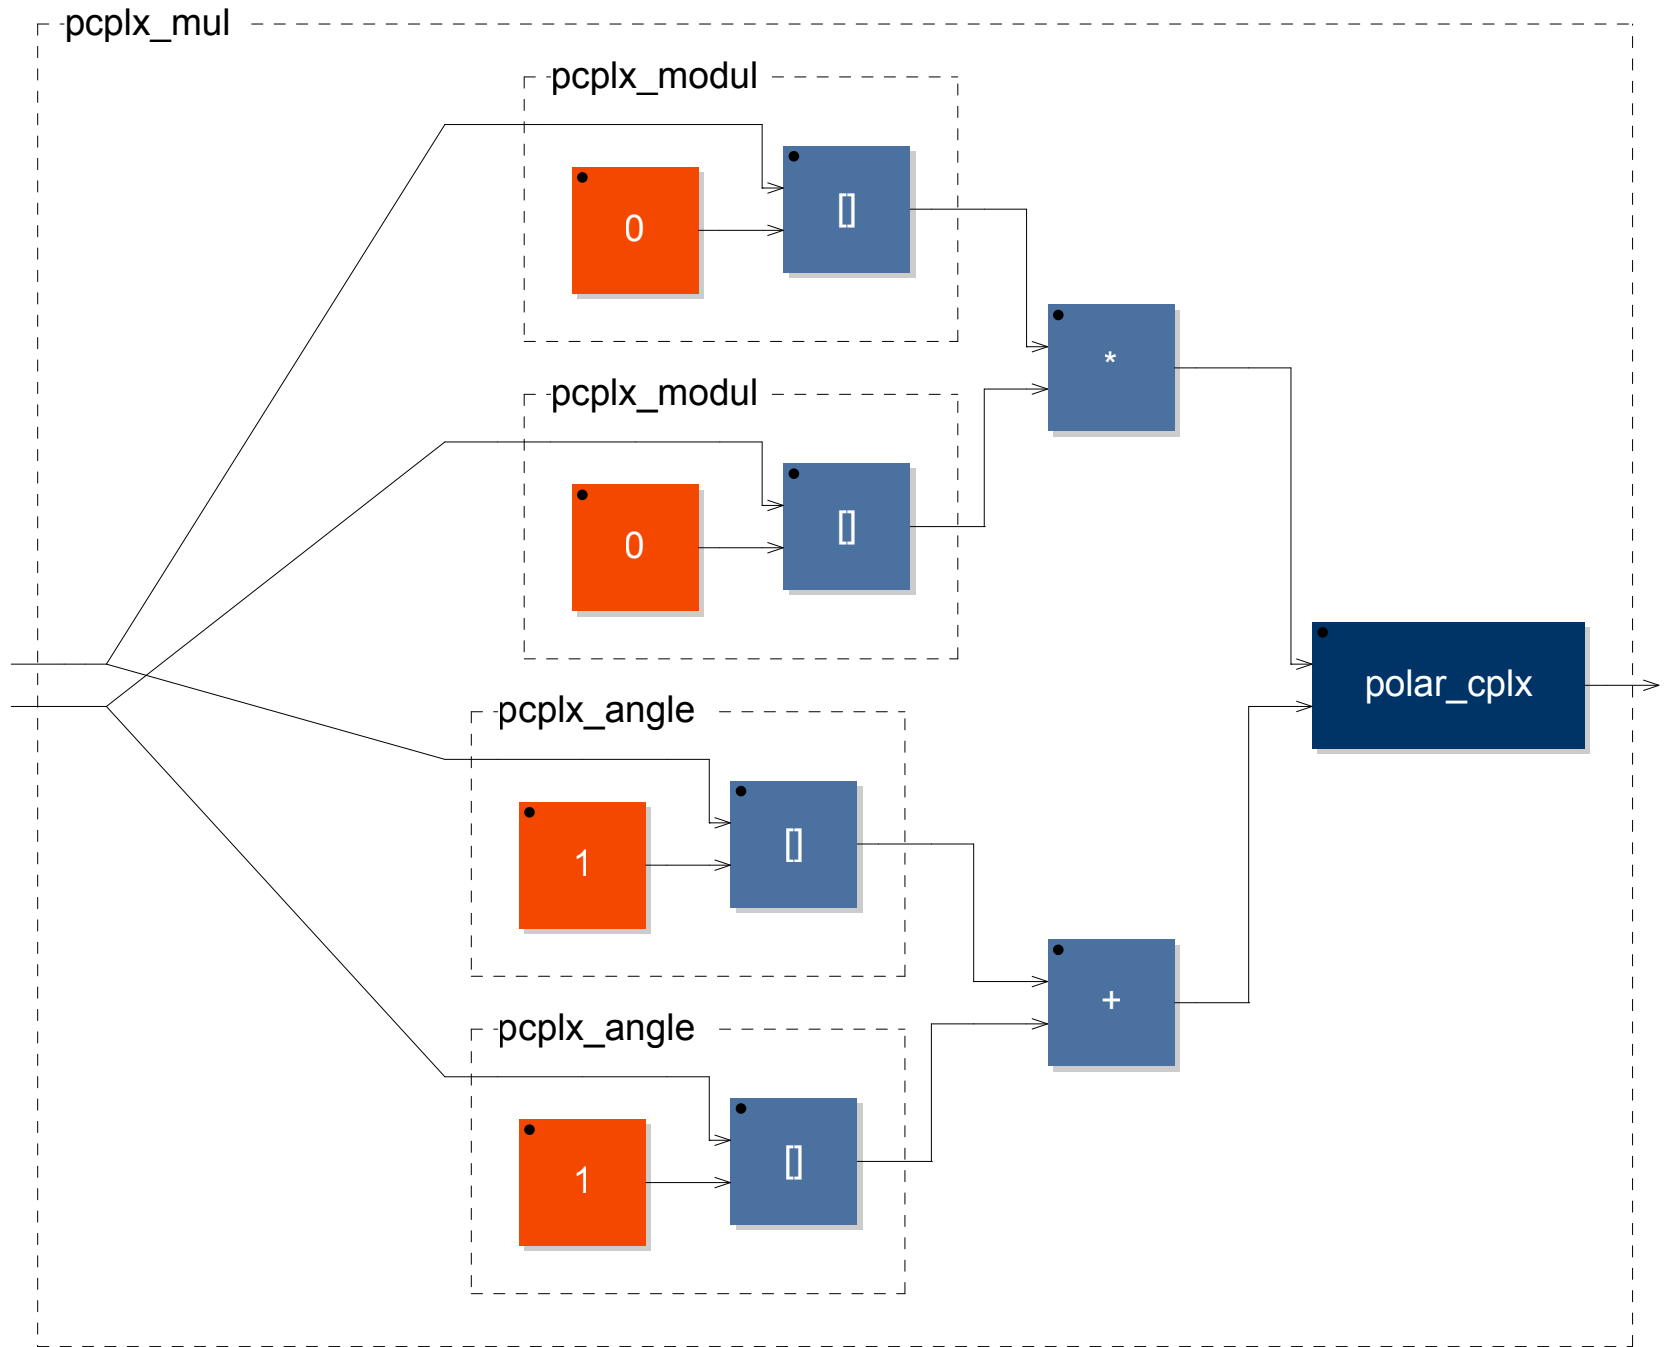 pcplx_mul
pcplx_modul
0
[]
*
pcplx_modul
0
[]
polar_cplx
pcplx_angle
1
[]
+
pcplx_angle
1
[]